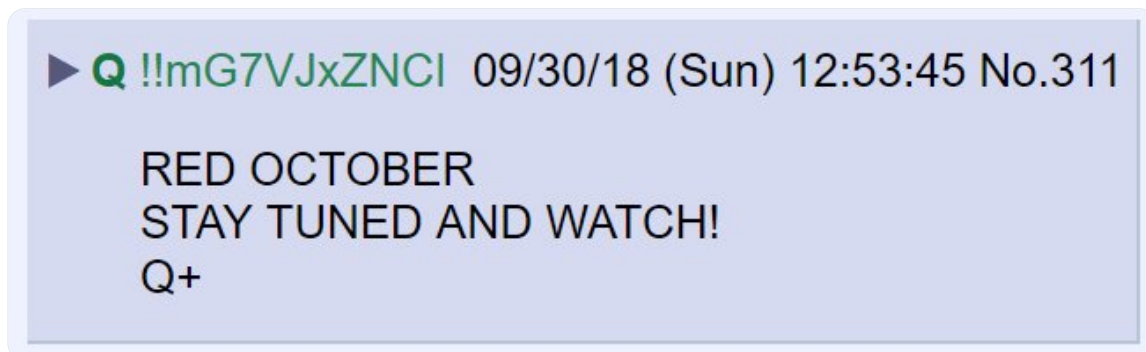 ▶ Q !!mG7VJxZNCI 09/30/18 (Sun) 12:53:45 No.311
RED OCTOBER
STAY TUNED AND WATCH!
Q+